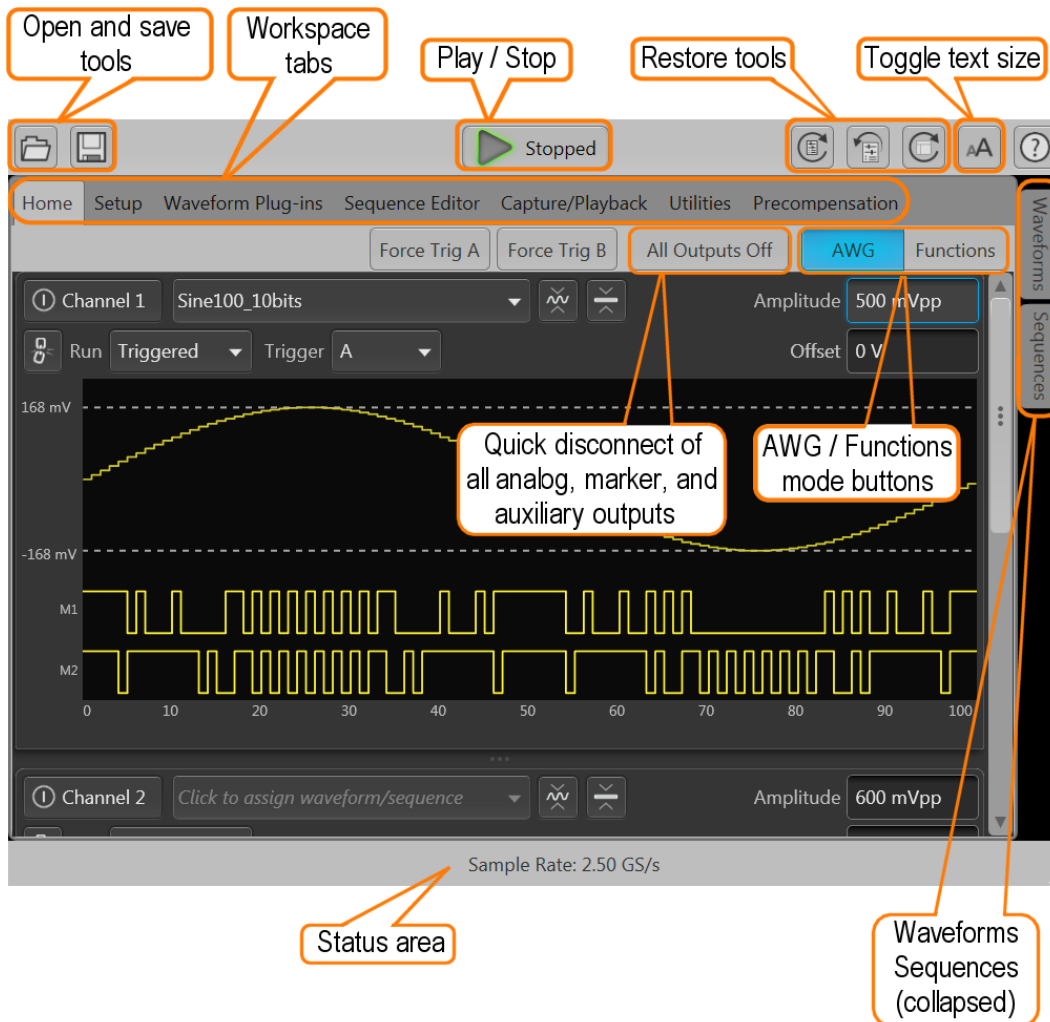 Open and save
tools
Workspace
tabs
Play / Stop
Restore tools
Toggle text size
Stopped
AA
?
Home Setup Waveform Plug-ins Sequence Editor Capture/Playback Utilities Precompensation
Force Trig A Force Trig B All Outputs Off AWG Functions
Waveforms
Sequences
Channel 1 Sine100_10bits Amplitude 500 mVpp
Run Triggered Trigger A Offset 0 V
168 mV
Quick disconnect of
all analog, marker, and
auxiliary outputs
AWG / Functions
mode buttons
-168 mV
M1
M2
0 10 20 30 40 50 60 70 80 90 100
Channel 2 Click to assign waveform/sequence Amplitude 600 mVpp
Sample Rate: 2.50 GS/s
Status area
Waveforms
Sequences
(collapsed)